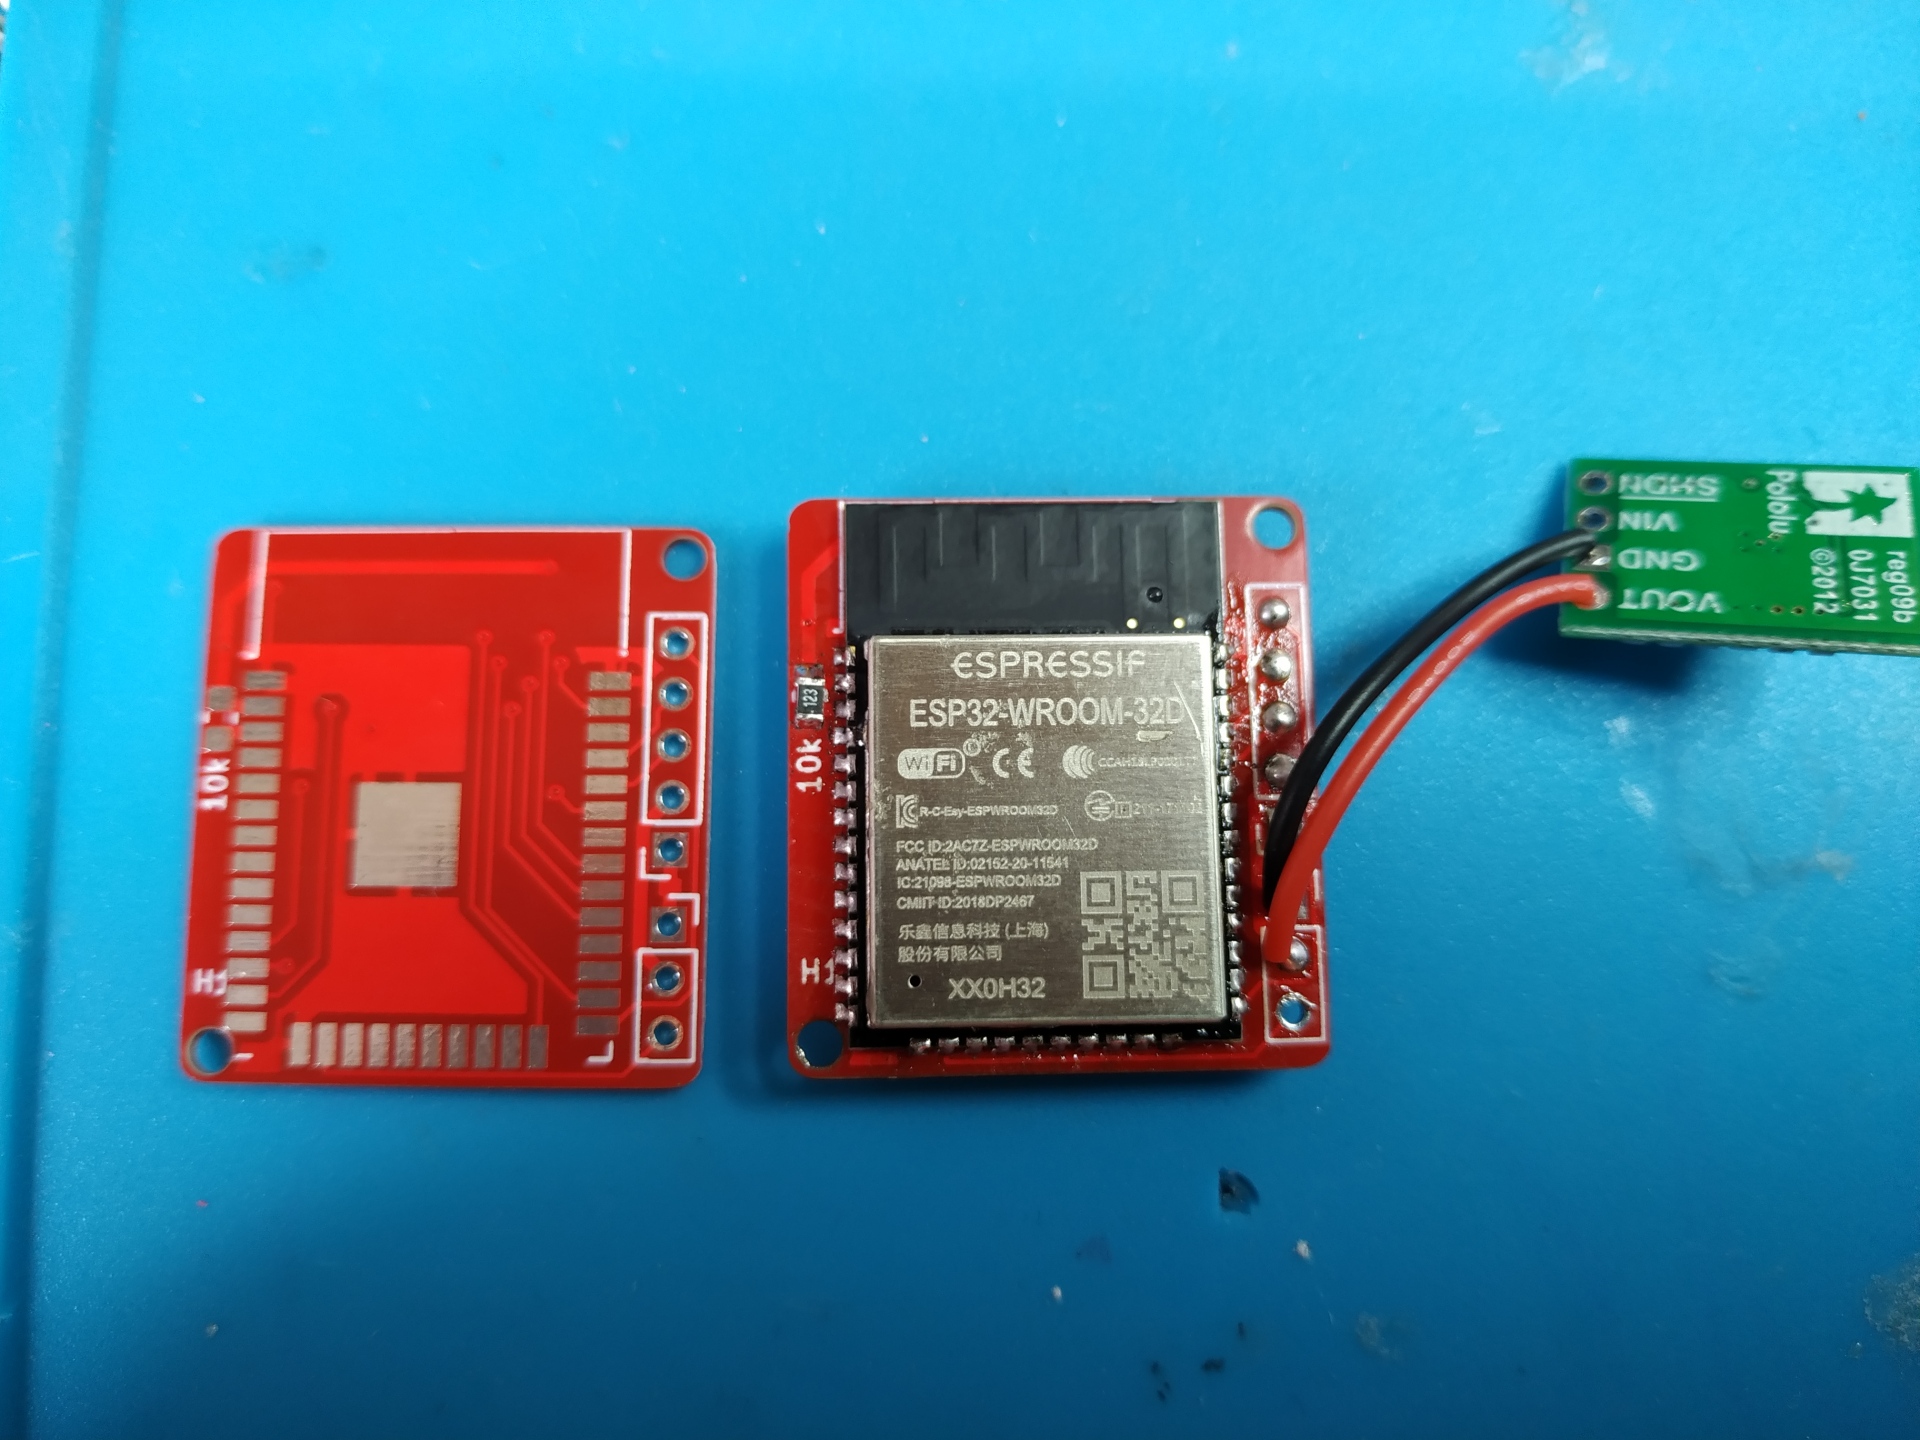 10k
H1
123
10k
H1
ESPRESSIF
ESP32-WROOM-32D
WiFi
CE
R-C-Eay-ESPWROOM32D
FCC ID:2AC7Z-ESPWROOM32D
ANATEL ID:02162-20-11541
IC:21098-ESPWROOM32D
CMIIT ID:2018DP2467
乐鑫信息科技 (上海)
股份有限公司
XX0H32
SHDN
VIN
GND
VOUT
Pololu
©2012
0J7031
reg09b